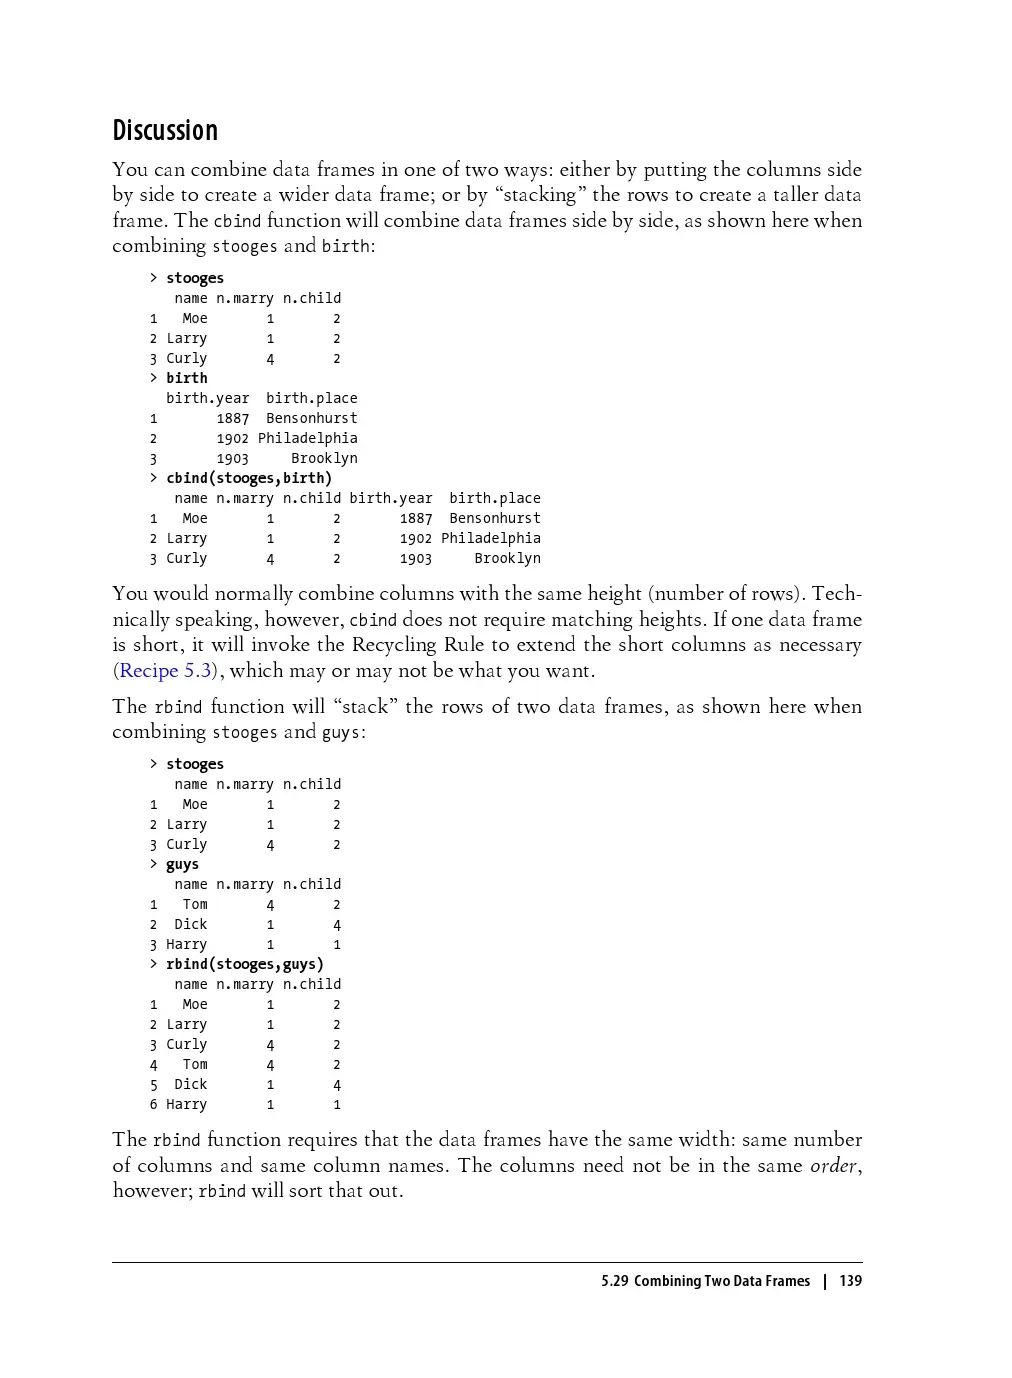 Discussion
You can combine data frames in one of two ways: either by putting the columns side
by side to create a wider data frame; or by “stacking” the rows to create a taller data
frame. The cbind function will combine data frames side by side, as shown here when
combining stooges and birth:
> stooges
   name n.marry n.child
1   Moe       1       2
2 Larry       1       2
3 Curly       4       2
> birth
  birth.year  birth.place
1       1887  Bensonhurst
2       1902 Philadelphia
3       1903     Brooklyn
> cbind(stooges,birth)
   name n.marry n.child birth.year  birth.place
1   Moe       1       2       1887  Bensonhurst
2 Larry       1       2       1902 Philadelphia
3 Curly       4       2       1903     Brooklyn
You would normally combine columns with the same height (number of rows). Tech-
nically speaking, however, cbind does not require matching heights. If one data frame
is short, it will invoke the Recycling Rule to extend the short columns as necessary
(Recipe 5.3), which may or may not be what you want.
The rbind function will “stack” the rows of two data frames, as shown here when
combining stooges and guys:
> stooges
   name n.marry n.child
1   Moe       1       2
2 Larry       1       2
3 Curly       4       2
> guys
   name n.marry n.child
1   Tom       4       2
2  Dick       1       4
3 Harry       1       1
> rbind(stooges,guys)
   name n.marry n.child
1   Moe       1       2
2 Larry       1       2
3 Curly       4       2
4   Tom       4       2
5  Dick       1       4
6 Harry       1       1
The rbind function requires that the data frames have the same width: same number
of columns and same column names. The columns need not be in the same order,
however; rbind will sort that out.
5.29 Combining Two Data Frames | 139